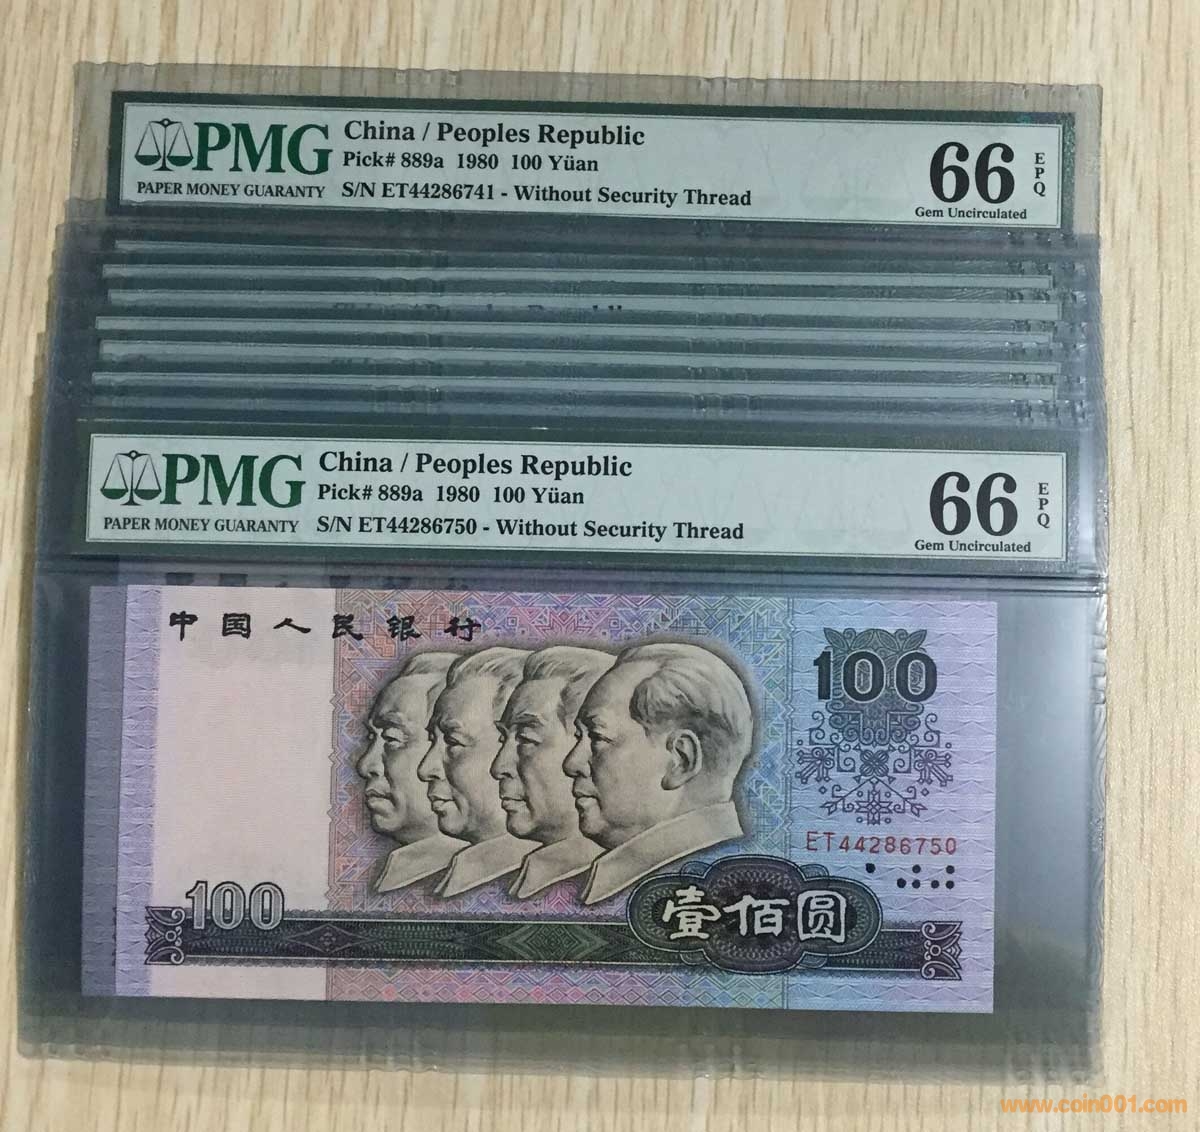 PMG
PAPER MONEY GUARANTY
China / Peoples Republic
Pick# 889a 1980 100 Yüan
S/N ET44286741 - Without Security Thread
66
EPQ
Gem Uncirculated
PMG
PAPER MONEY GUARANTY
China / Peoples Republic
Pick# 889a 1980 100 Yüan
S/N ET44286750 - Without Security Thread
66
EPQ
Gem Uncirculated
中国人民银行
100
ET44286750
100
壹佰圆
www.coin001.com